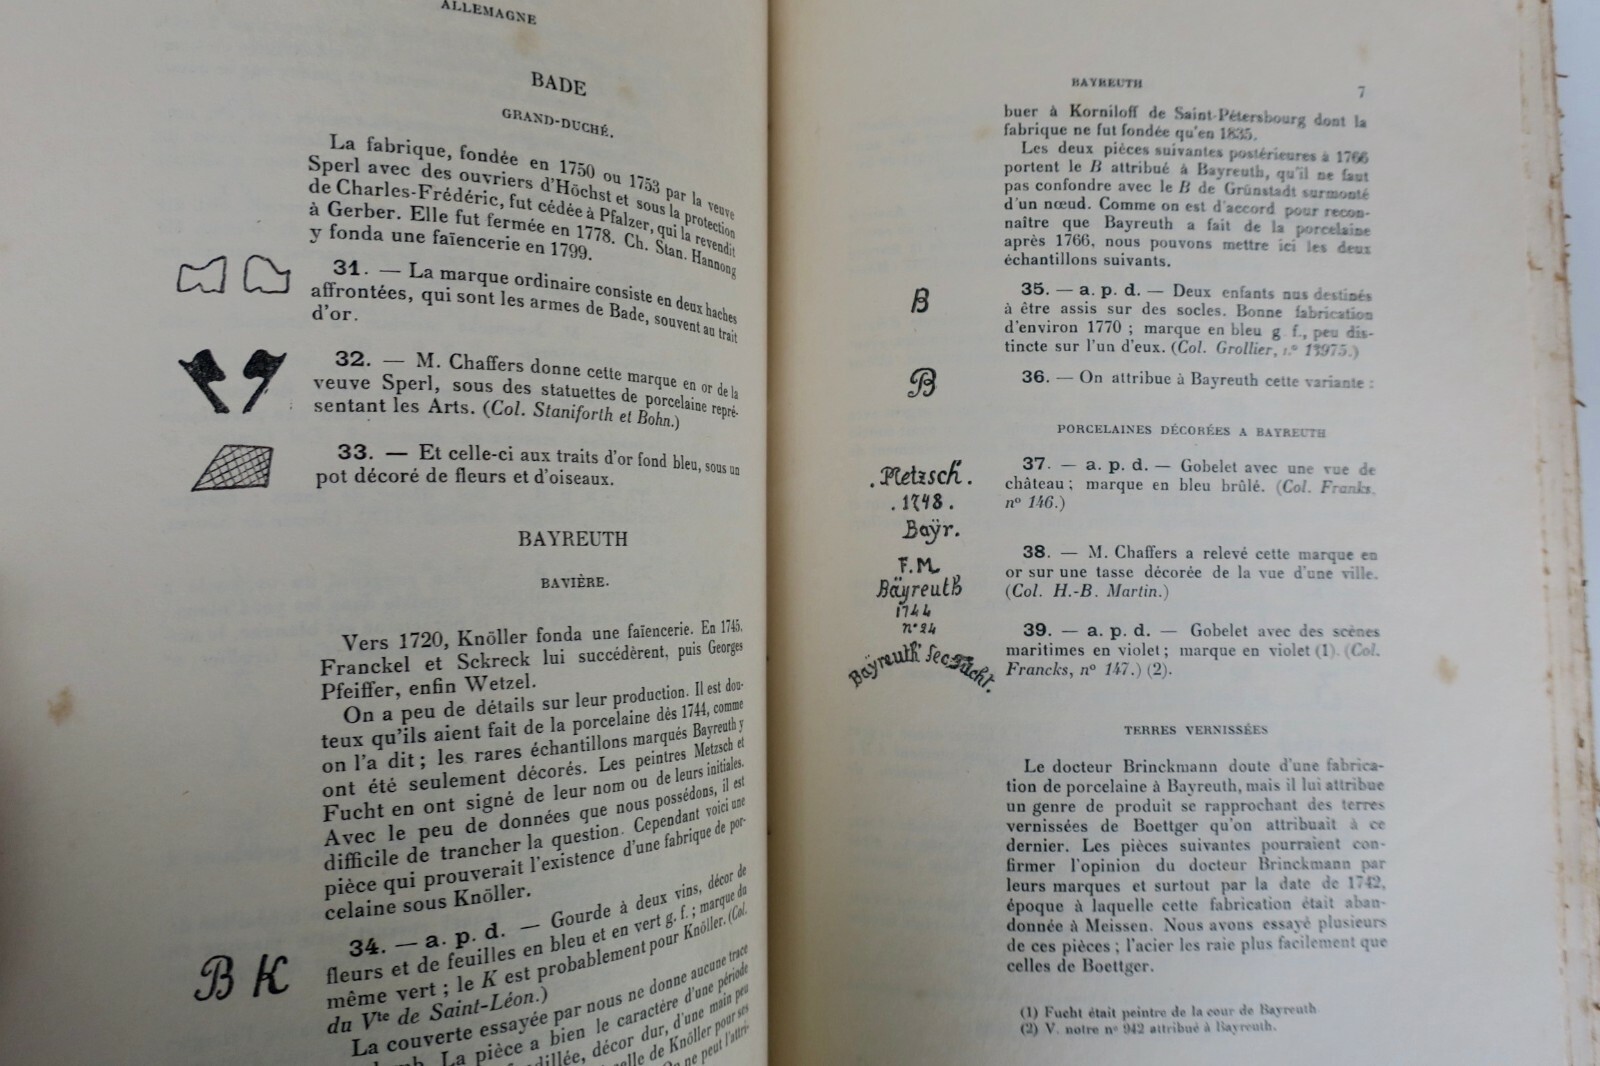 ALLEMAGNE
BADE
GRAND-DUCHÉ.
La fabrique, fondée en 1750 ou 1753 par la veuve
Sperl avec des ouvriers d'Höchst et sous la protection
de Charles-Frédéric, fut cédée à Pfalzer, qui la revendit
à Gerber. Elle fut fermée en 1778. Ch. Stan. Hannong
y fonda une faïencerie en 1799.
31. — La marque ordinaire consiste en deux haches
affrontées, qui sont les armes de Bade, souvent au trait
d'or.
32. — M. Chaffers donne cette marque en or de la
veuve Sperl, sous des statuettes de porcelaine repré-
sentant les Arts. (Col. Staniforth et Bohn.)
33. — Et celle-ci aux traits d'or fond bleu, sous un
pot décoré de fleurs et d'oiseaux.
BAYREUTH
BAVIÈRE.
Vers 1720, Knöller fonda une faïencerie. En 1745,
Franckel et Sckreck lui succédèrent, puis Georges
Pfeiffer, enfin Wetzel.
On a peu de détails sur leur production. Il est dou-
teux qu'ils aient fait de la porcelaine dès 1744, comme
on l'a dit ; les rares échantillons marqués Bayreuth y
ont été seulement décorés. Les peintres Metzsch et
Fucht en ont signé de leur nom ou de leurs initiales.
Avec le peu de données que nous possédons, il est
difficile de trancher la question. Cependant voici une
pièce qui prouverait l'existence d'une fabrique de por-
celaine sous Knöller.
B K
34. — a. p. d. — Gourde à deux vins, décor de
fleurs et de feuilles en bleu et en vert g. f. ; marque du
même vert ; le K est probablement pour Knöller. (Col.
du Vte de Saint-Léon.)
La couverte essayée par nous ne donne aucune trace
La pièce a bien le caractère d'une période
décor dur, d'une main peu
de Knöller pour ses
ne peut l'attri-
BAYREUTH
7
buer à Korniloff de Saint-Pétersbourg dont la
fabrique ne fut fondée qu'en 1835.
Les deux pièces suivantes postérieures à 1766
portent le B attribué à Bayreuth, qu'il ne faut
pas confondre avec le B de Grünstadt surmonté
d'un nœud. Comme on est d'accord pour recon-
naître que Bayreuth a fait de la porcelaine
après 1766, nous pouvons mettre ici les deux
échantillons suivants.
B
35. — a. p. d. — Deux enfants nus destinés
à être assis sur des socles. Bonne fabrication
d'environ 1770 ; marque en bleu g. f., peu dis-
tincte sur l'un d'eux. (Col. Grollier, n° 13975.)
B
36. — On attribue à Bayreuth cette variante :
PORCELAINES DÉCORÉES A BAYREUTH
.Metzsch.
.1748.
Baÿr.
37. — a. p. d. — Gobelet avec une vue de
château ; marque en bleu brûlé. (Col. Franks,
n° 146.)
F.M.
Bäyreuth
1744
n° 24
38. — M. Chaffers a relevé cette marque en
or sur une tasse décorée de la vue d'une ville.
(Col. H.-B. Martin.)
39. — a. p. d. — Gobelet avec des scènes
maritimes en violet ; marque en violet (1). (Col.
Francks, n° 147.) (2).
TERRES VERNISSÉES
Le docteur Brinckmann doute d'une fabrica-
tion de porcelaine à Bayreuth, mais il lui attribue
un genre de produit se rapprochant des terres
vernissées de Boettger qu'on attribuait à ce
dernier. Les pièces suivantes pourraient con-
firmer l'opinion du docteur Brinckmann par
leurs marques et surtout par la date de 1742,
époque à laquelle cette fabrication était aban-
donnée à Meissen. Nous avons essayé plusieurs
de ces pièces ; l'acier les raie plus facilement que
celles de Boettger.
(1) Fucht était peintre de la cour de Bayreuth
(2) V. notre n° 942 attribué à Bayreuth.